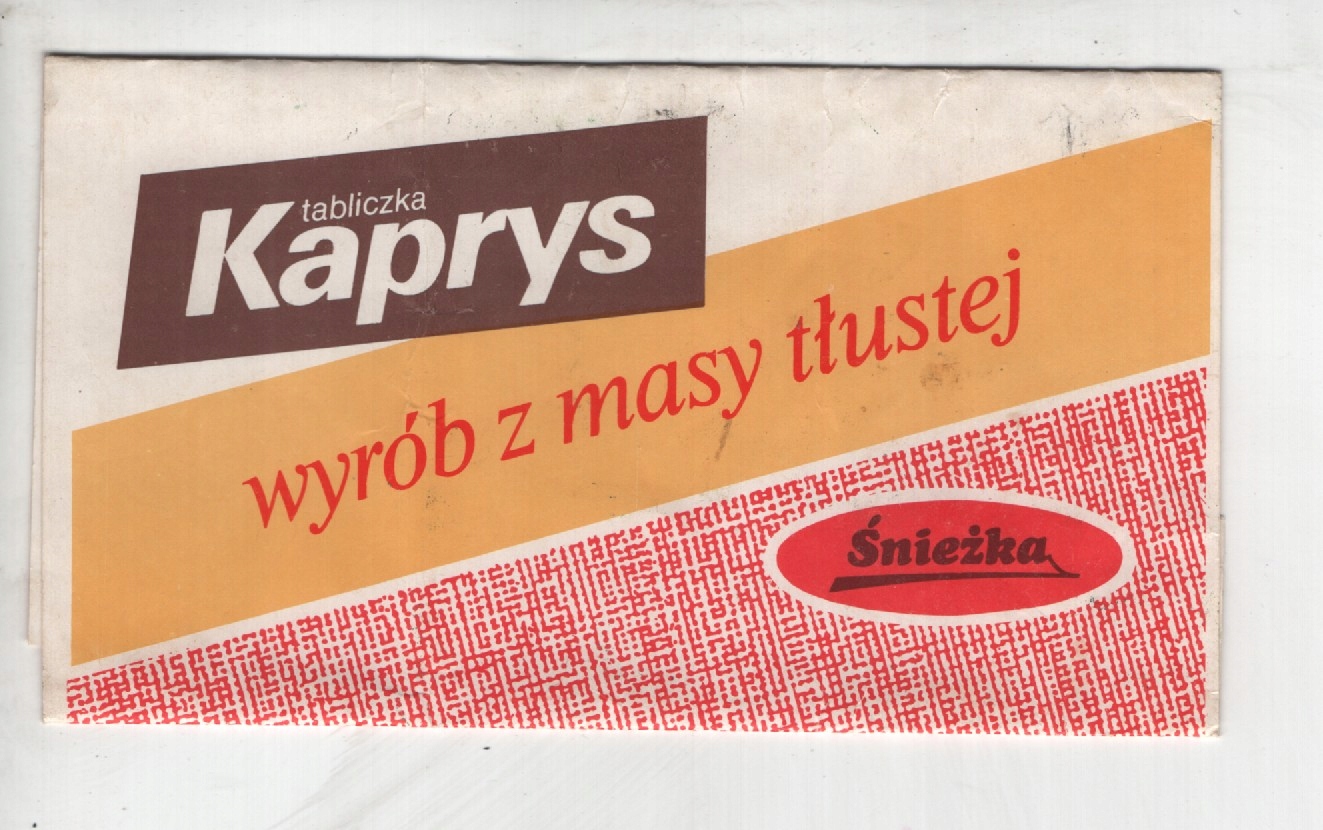 tabliczka
Kaprys
wyrób z masy tłustej
Śnieżka